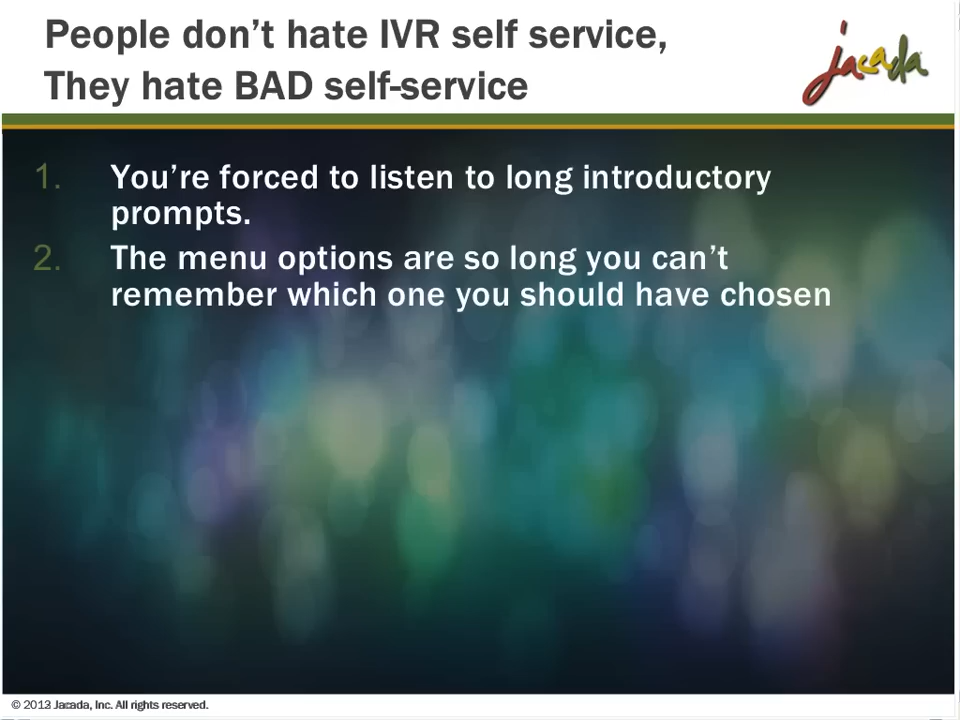 People don't hate IVR self service,
They hate BAD self-service
jacada
1. You're forced to listen to long introductory
prompts.
2. The menu options are so long you can't
remember which one you should have chosen
© 2013 Jacada, Inc. All rights reserved.